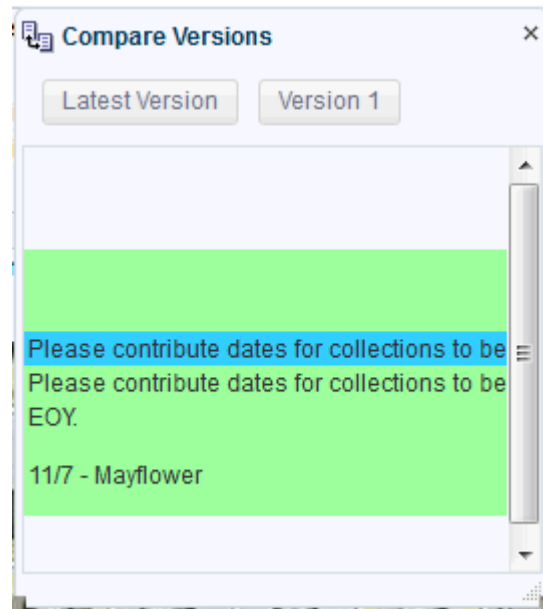 Compare Versions
Latest Version
Version 1
Please contribute dates for collections to be
Please contribute dates for collections to be
EOY.
11/7 - Mayflower